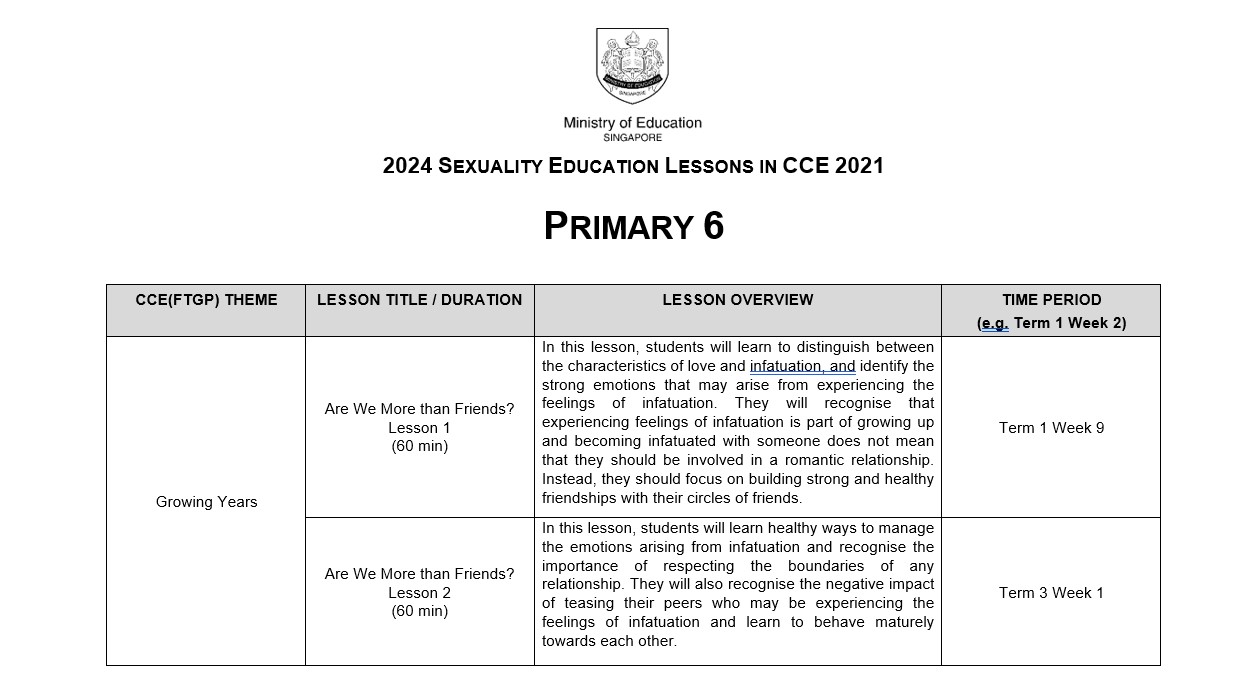 MINISTRY OF EDUCATION
SINGAPORE
Ministry of Education
SINGAPORE
2024 SEXUALITY EDUCATION LESSONS IN CCE 2021
PRIMARY 6
CCE(FTGP) THEME
LESSON TITLE / DURATION
LESSON OVERVIEW
TIME PERIOD
(e.g. Term 1 Week 2)
Growing Years
Are We More than Friends?
Lesson 1
(60 min)
In this lesson, students will learn to distinguish between
the characteristics of love and infatuation, and identify the
strong emotions that may arise from experiencing the
feelings of infatuation. They will recognise that
experiencing feelings of infatuation is part of growing up
and becoming infatuated with someone does not mean
that they should be involved in a romantic relationship.
Instead, they should focus on building strong and healthy
friendships with their circles of friends.
Term 1 Week 9
Are We More than Friends?
Lesson 2
(60 min)
In this lesson, students will learn healthy ways to manage
the emotions arising from infatuation and recognise the
importance of respecting the boundaries of any
relationship. They will also recognise the negative impact
of teasing their peers who may be experiencing the
feelings of infatuation and learn to behave maturely
towards each other.
Term 3 Week 1